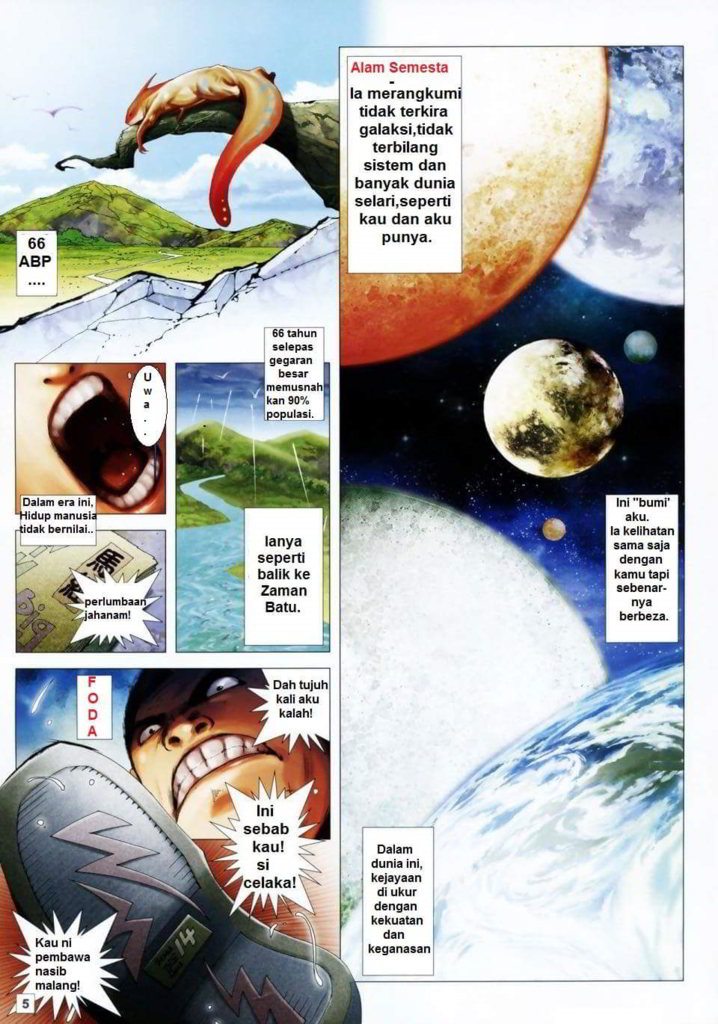 Alam Semesta
-
Ia merangkumi
tidak terkira
galaksi,tidak
terbilang
sistem dan
banyak dunia
selari,seperti
kau dan aku
punya.
66
ABP
....
66 tahun
selepas
gegaran
besar
memusnah
kan 90%
populasi.
U
w
a
.
.
Dalam era ini,
Hidup manusia
tidak bernilai..
Ianya
seperti
balik ke
Zaman
Batu.
perlumbaan
jahanam!
Ini "bumi'
aku.
Ia kelihatan
sama saja
dengan
kamu tapi
sebenar-
nya
berbeza.
F
O
D
A
Dah tujuh
kali aku
kalah!
Ini
sebab
kau!
si
celaka!
14
Kau ni
pembawa
nasib
malang!
Dalam
dunia ini,
kejayaan
di ukur
dengan
kekuatan
dan
keganasan
5